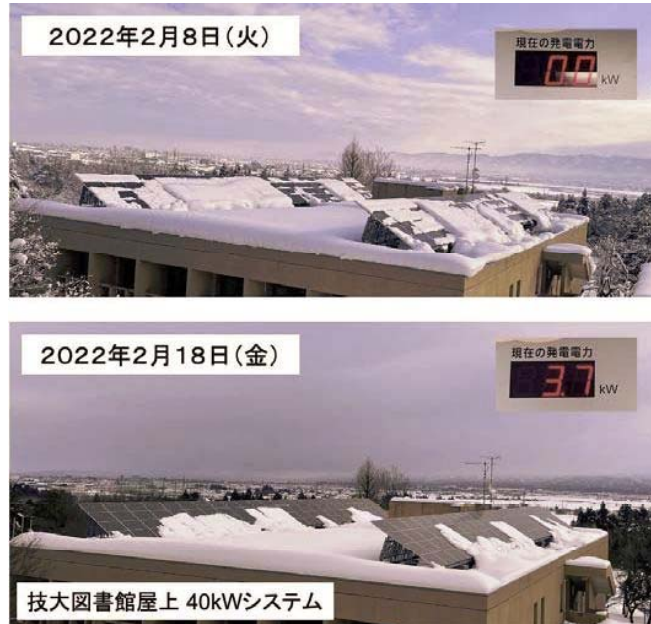 2022年2月8日(火)
現在の発電電力
0.0 kW
2022年2月18日(金)
現在の発電電力
3.7 kW
技大図書館屋上 40kWシステム